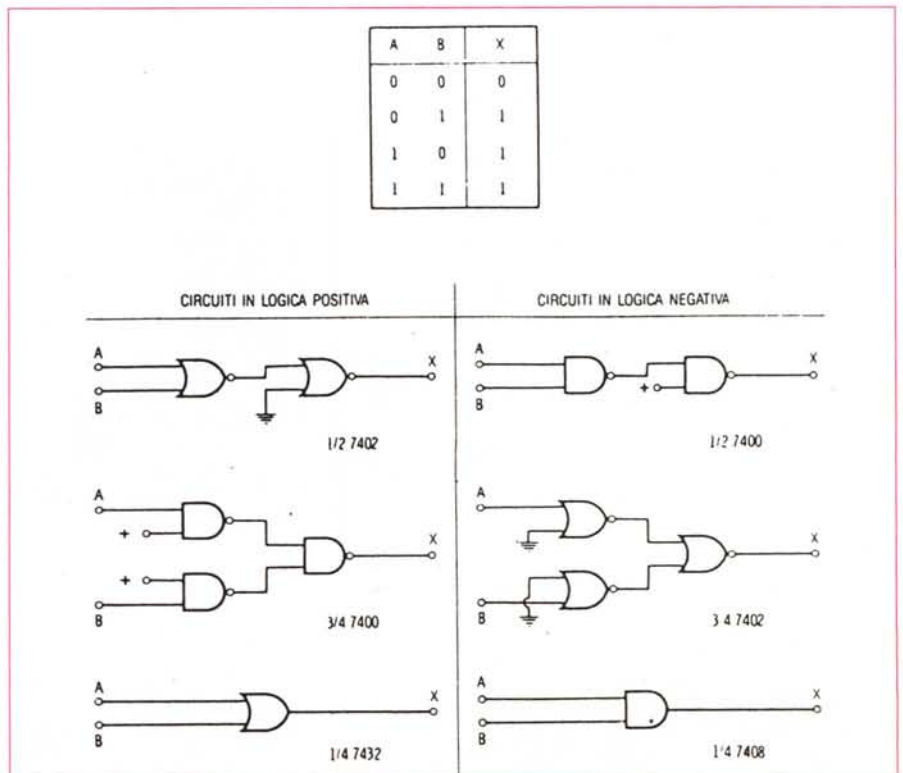 A B X
0 0 0
0 1 1
1 0 1
1 1 1
CIRCUITI IN LOGICA POSITIVA
CIRCUITI IN LOGICA NEGATIVA
A
B
X
1/2 7402
A
B
+
X
1/2 7400
A
+
+
B
X
3/4 7400
A
B
X
3 4 7402
A
B
X
1/4 7432
A
B
X
1/4 7408